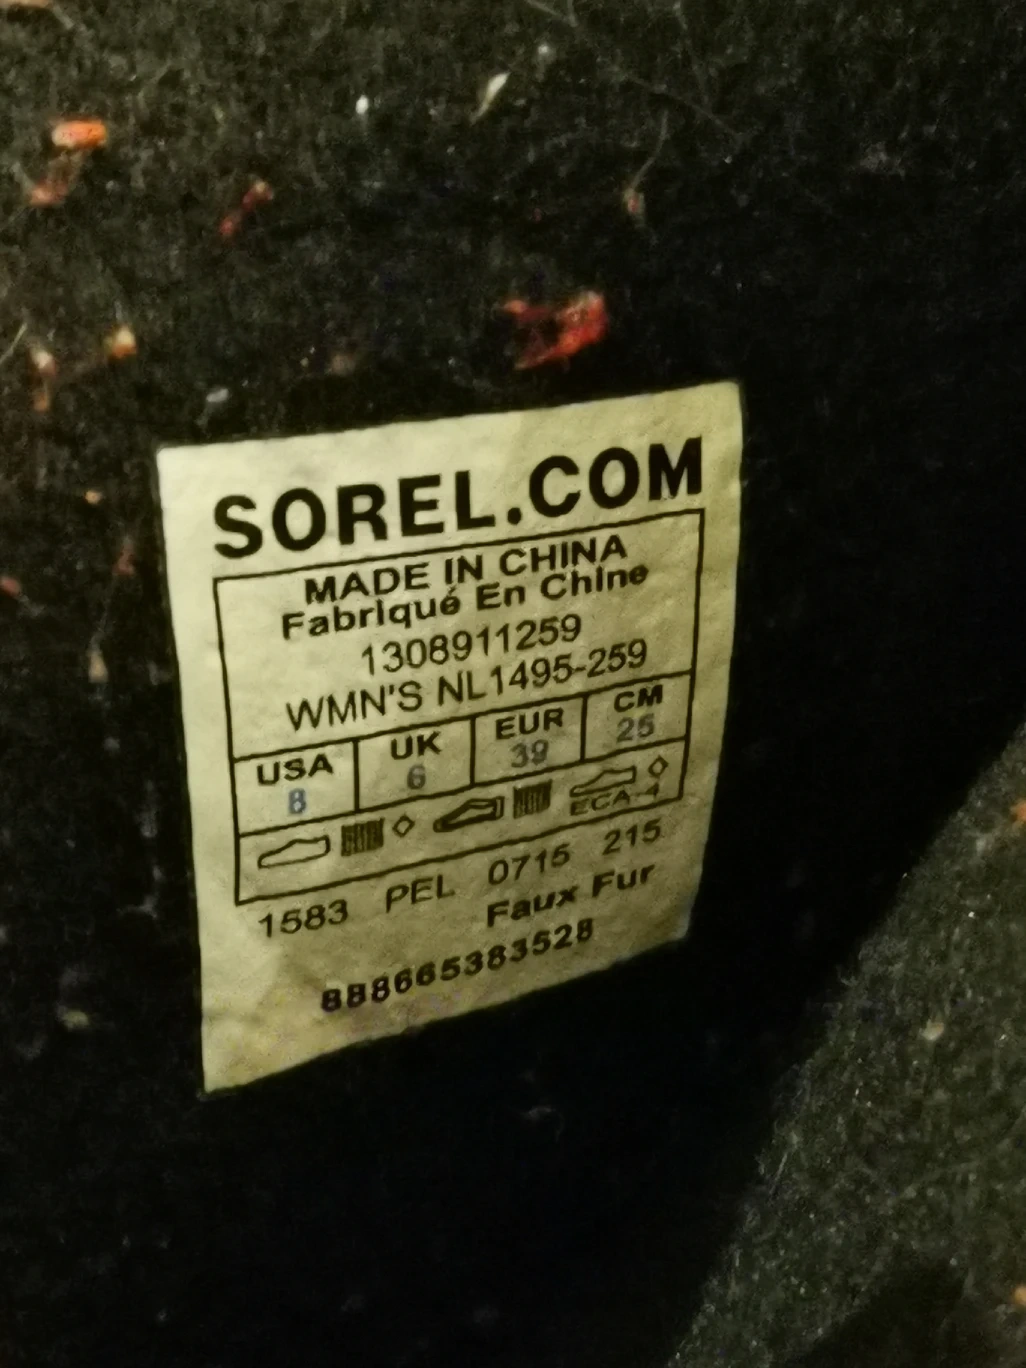 SOREL.COM
MADE IN CHINA
Fabriqué En Chine
1308911259
WMN'S NL1495-259
USA UK EUR CM
8 6 39 25
ECA-4
1583 PEL 0715 215
Faux Fur
888665383528